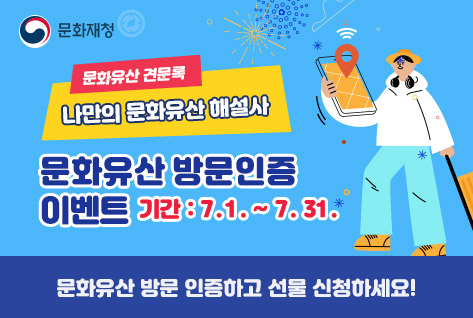 문화재청
문화유산 견문록
나만의 문화유산 해설사
문화유산 방문인증
이벤트 기간 : 7. 1. ~ 7. 31.
문화유산 방문 인증하고 선물 신청하세요!